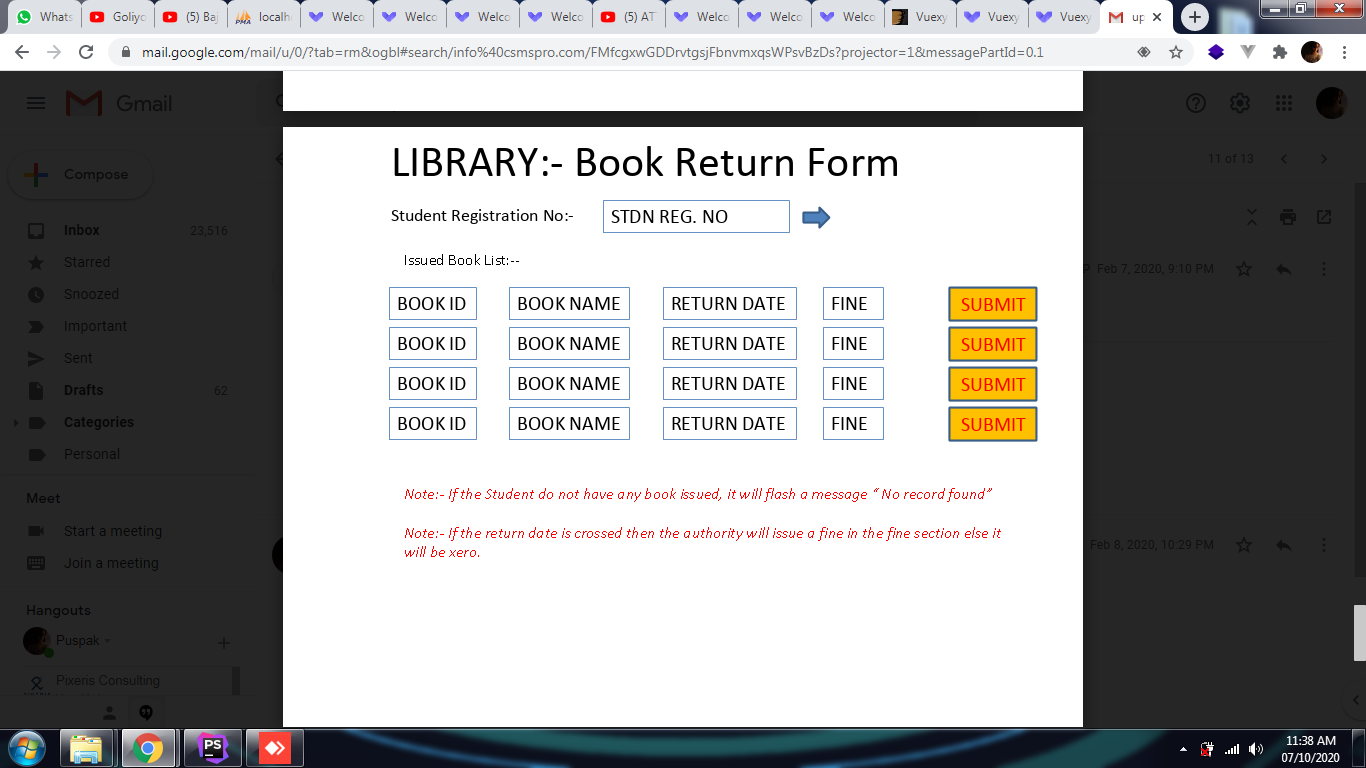 Whats
Goliyo
(5) Baj
localh
Welco
Welco
Welco
Welco
(5) AT
Welco
Welco
Welco
Vuexy
Vuexy
Vuexy
up
mail.google.com/mail/u/0/?tab=rm&ogbl#search/info%40csmspro.com/FMfcgxwGDDrvtgsjFbnvmxqsWPsvBzDs?projector=1&messagePartId=0.1
Gmail
Compose
11 of 13
Inbox 23,516
Starred
Snoozed
Important
Sent
Drafts 62
Categories
Personal
Meet
Start a meeting
Join a meeting
Hangouts
Puspak
Pixeris Consulting
Feb 7, 2020, 9:10 PM
Feb 8, 2020, 10:29 PM
LIBRARY:- Book Return Form
Student Registration No:- STDN REG. NO
Issued Book List:--
BOOK ID BOOK NAME RETURN DATE FINE SUBMIT
BOOK ID BOOK NAME RETURN DATE FINE SUBMIT
BOOK ID BOOK NAME RETURN DATE FINE SUBMIT
BOOK ID BOOK NAME RETURN DATE FINE SUBMIT
Note:- If the Student do not have any book issued, it will flash a message “ No record found”
Note:- If the return date is crossed then the authority will issue a fine in the fine section else it
will be xero.
PS
11:38 AM
07/10/2020